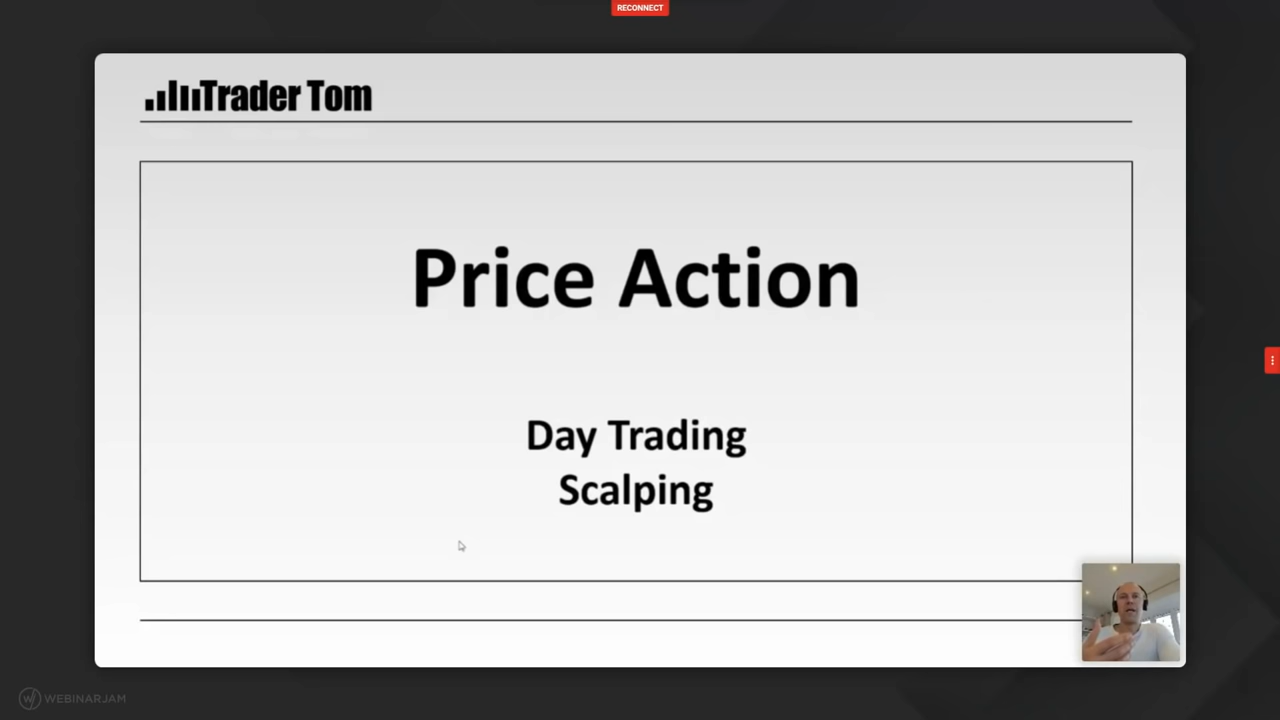 RECONNECT
Trader Tom
Price Action
Day Trading
Scalping
WEBINARJAM